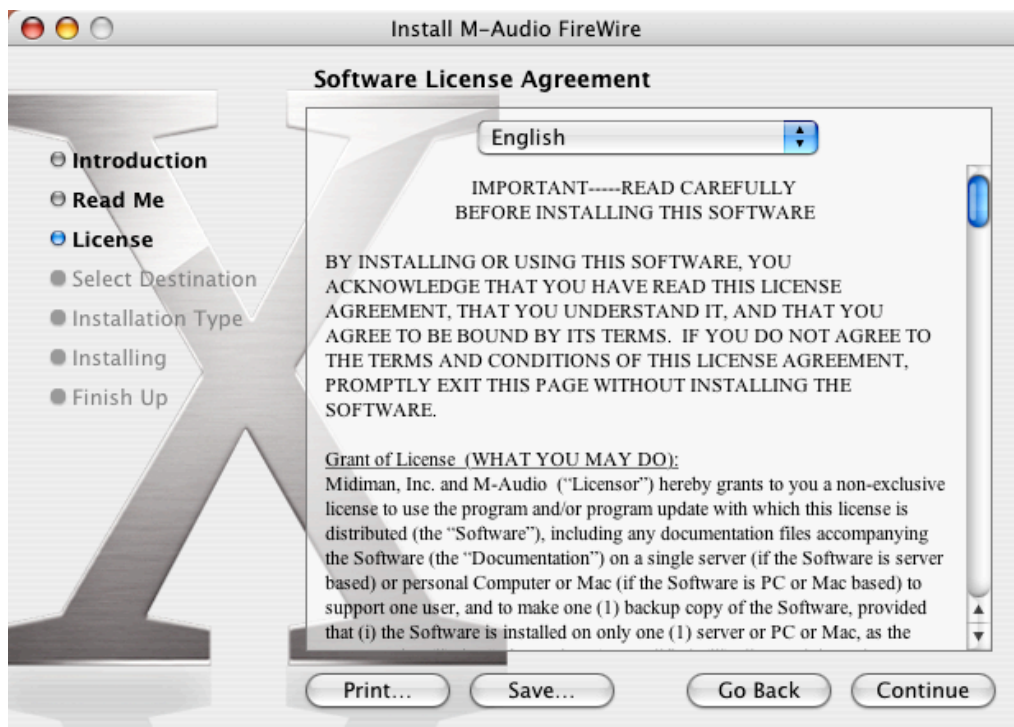 Install M-Audio FireWire
Software License Agreement
Introduction
Read Me
License
Select Destination
Installation Type
Installing
Finish Up
English
IMPORTANT-----READ CAREFULLY
BEFORE INSTALLING THIS SOFTWARE
BY INSTALLING OR USING THIS SOFTWARE, YOU
ACKNOWLEDGE THAT YOU HAVE READ THIS LICENSE
AGREEMENT, THAT YOU UNDERSTAND IT, AND THAT YOU
AGREE TO BE BOUND BY ITS TERMS.  IF YOU DO NOT AGREE TO
THE TERMS AND CONDITIONS OF THIS LICENSE AGREEMENT,
PROMPTLY EXIT THIS PAGE WITHOUT INSTALLING THE
SOFTWARE.
Grant of License  (WHAT YOU MAY DO):
Midiman, Inc. and M-Audio  (“Licensor”) hereby grants to you a non-exclusive
license to use the program and/or program update with which this license is
distributed (the “Software”), including any documentation files accompanying
the Software (the “Documentation”) on a single server (if the Software is server
based) or personal Computer or Mac (if the Software is PC or Mac based) to
support one user, and to make one (1) backup copy of the Software, provided
that (i) the Software is installed on only one (1) server or PC or Mac, as the
Print...
Save...
Go Back
Continue